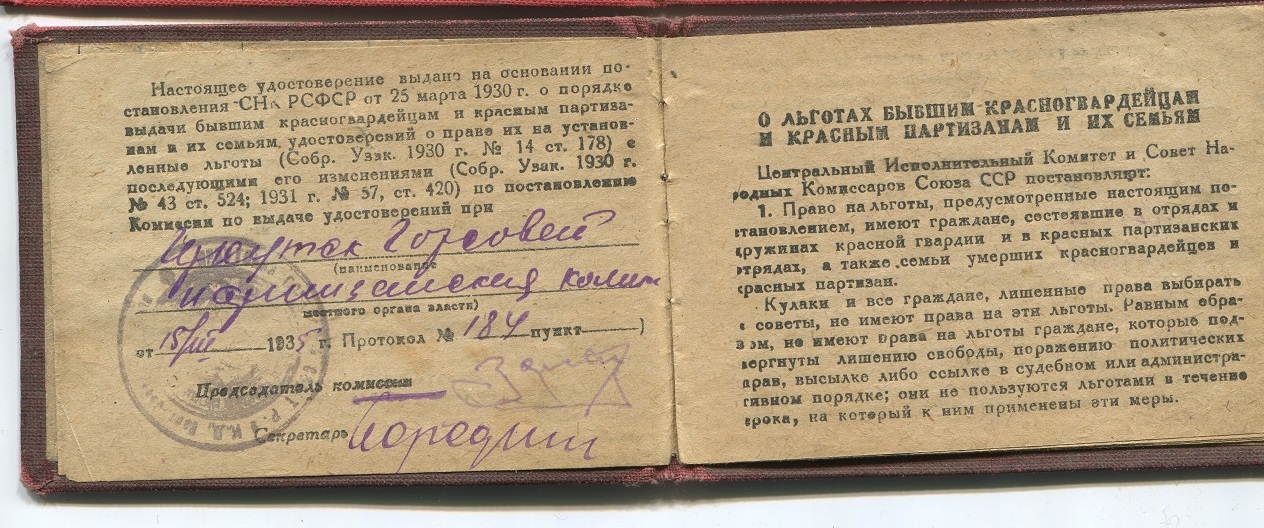 Настоящее удостоверение выдано на основании по-
становления СНК РСФСР от 25 марта 1930 г. о порядке
выдачи бывшим красногвардейцам и красным партиза-
нам и их семьям удостоверений о праве их на установ-
ленные льготы (Собр. Узак. 1930 г. № 14 ст. 178) с
последующими его изменениями (Собр. Узак. 1930 г.
№ 43 ст. 524; 1931 г. № 57, ст. 420) по постановлению
Комиссии по выдаче удостоверений при
Иркутск Горсовет
(наименование
партизанская комис
местного органа власти)
от 15/III 1935 г. Протокол № 184 пункт )
Председатель комиссии
Секретарь
О ЛЬГОТАХ БЫВШИМ КРАСНОГВАРДЕЙЦАМ
И КРАСНЫМ ПАРТИЗАНАМ И ИХ СЕМЬЯМ
Центральный Исполнительный Комитет и Совет На-
родных Комиссаров Союза ССР постановляют:
1. Право на льготы, предусмотренные настоящим по-
становлением, имеют граждане, состоявшие в отрядах и
дружинах красной гвардии и в красных партизанских
отрядах, а также семьи умерших красногвардейцев и
красных партизан.
Кулаки и все граждане, лишенные права выбирать
в советы, не имеют права на эти льготы. Равным обра-
зом, не имеют права на льготы граждане, которые под-
вергнуты лишению свободы, поражению политических
прав, высылке либо ссылке в судебном или администра-
тивном порядке; они не пользуются льготами в течение
срока, на который к ним применены эти меры.